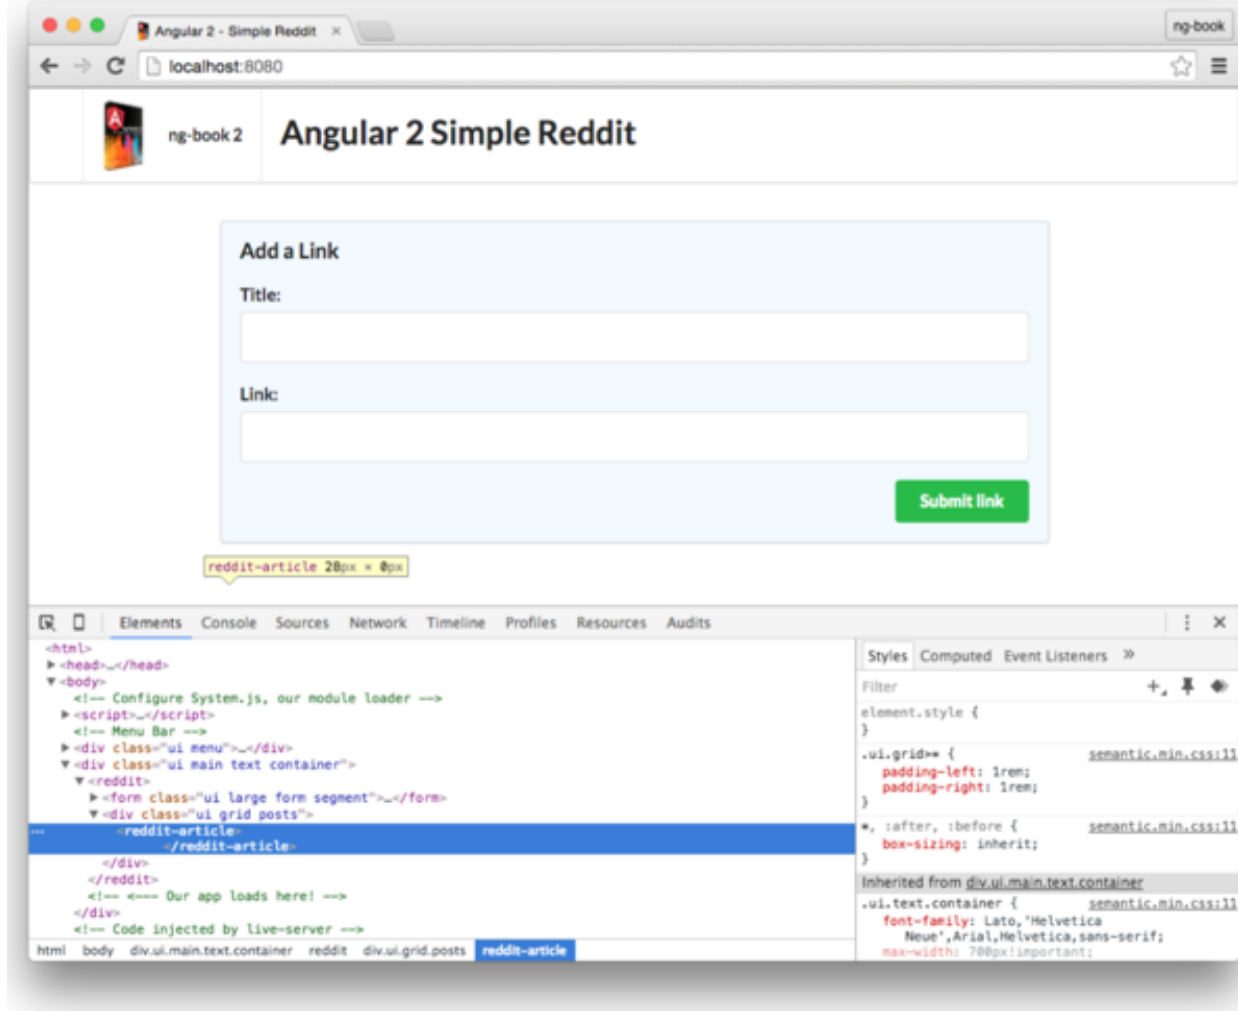 Angular 2 - Simple Reddit ×
ng-book
localhost:8080
ng-book 2
Angular 2 Simple Reddit
Add a Link
Title:
Link:
Submit link
reddit-article 28px × 0px
Elements Console Sources Network Timeline Profiles Resources Audits
<html>
▶ <head>…</head>
▼ <body>
<!-- Configure System.js, our module loader -->
▶ <script>…</script>
<!-- Menu Bar -->
▶ <div class="ui menu">…</div>
▼ <div class="ui main text container">
▼ <reddit>
▶ <form class="ui large form segment">…</form>
▼ <div class="ui grid posts">
<reddit-article>
</reddit-article>
</div>
</reddit>
<!-- <--- Our app loads here! -->
</div>
<!-- Code injected by live-server -->
html body div.ui.main.text.container reddit div.ui.grid.posts reddit-article
Styles Computed Event Listeners »
Filter
element.style {
}
.ui.grid>* { semantic.min.css:11
padding-left: 1rem;
padding-right: 1rem;
}
*, :after, :before { semantic.min.css:11
box-sizing: inherit;
}
Inherited from div.ui.main.text.container
.ui.text.container { semantic.min.css:11
font-family: Lato,'Helvetica
Neue',Arial,Helvetica,sans-serif;
max-width: 700px!important;